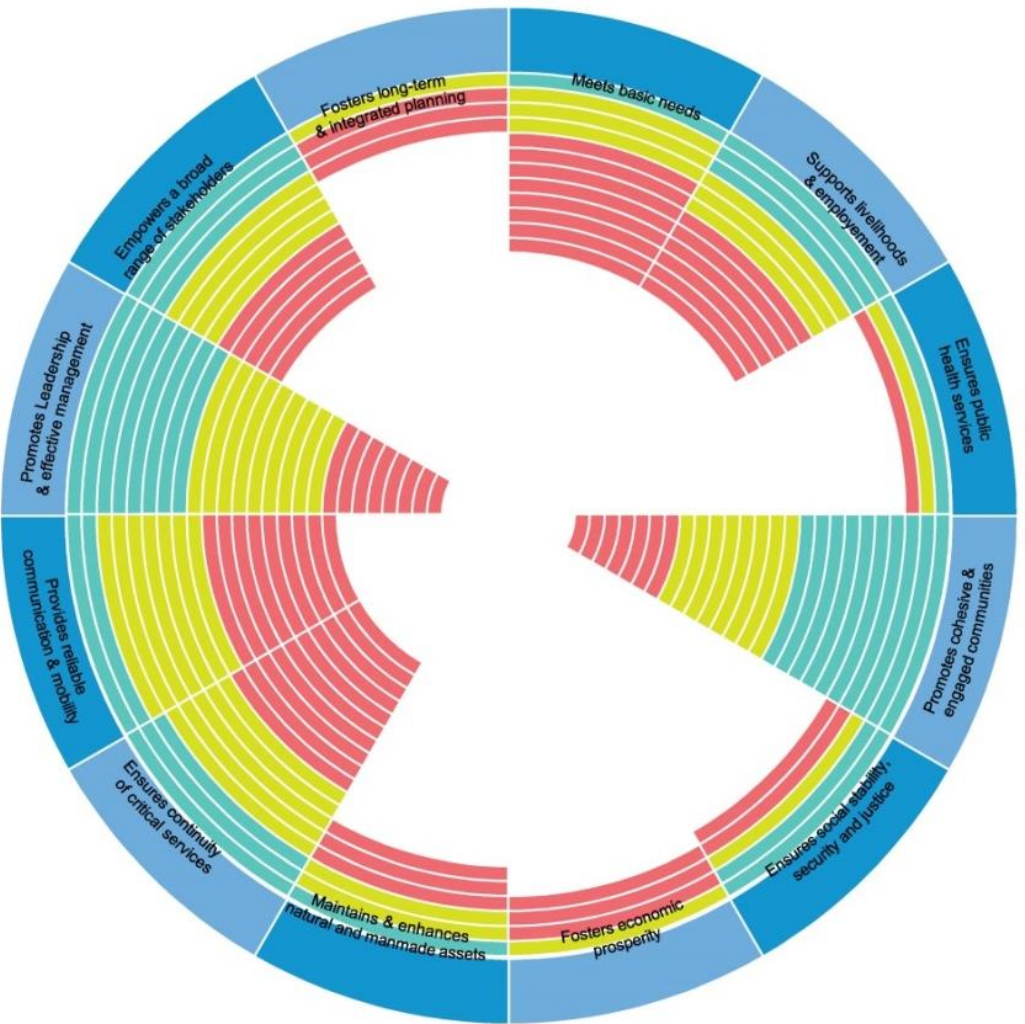 Meets basic needs
Supports livelihoods
& employement
Ensures public
health services
Promotes cohesive &
engaged communities
Ensures social stability,
security and justice
Fosters economic
prosperity
Maintains & enhances
natural and manmade assets
Ensures continuity
of critical services
Provides reliable
communication & mobility
Promotes Leadership
& effective management
Empowers a broad
range of stakeholders
Fosters long-term
& integrated planning